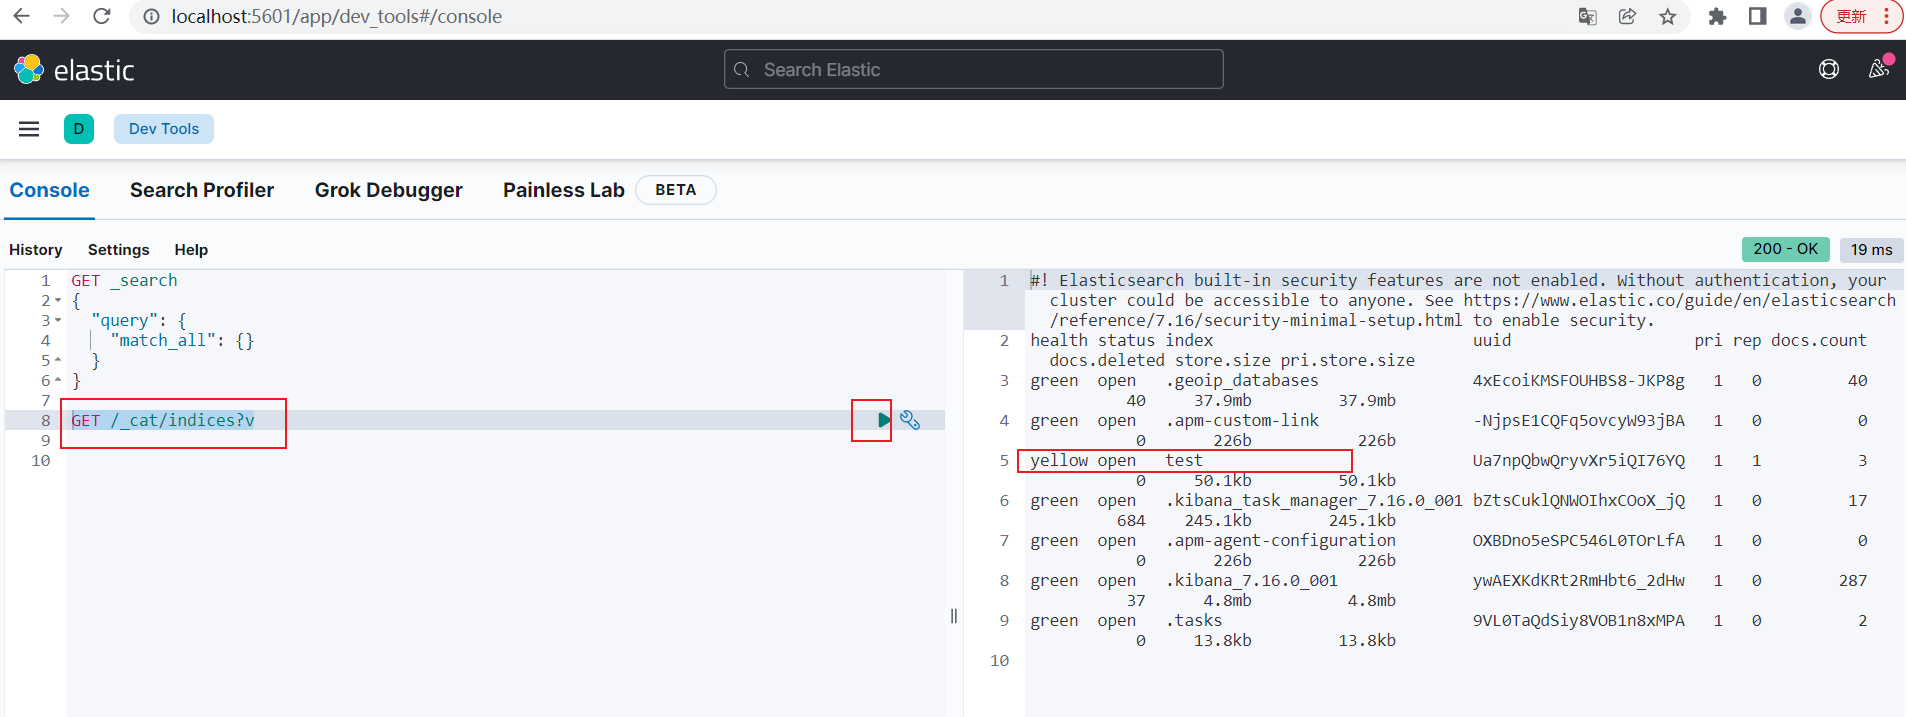 localhost:5601/app/dev_tools#/console
更新
elastic
Search Elastic
D
Dev Tools
Console
Search Profiler
Grok Debugger
Painless Lab
BETA
History
Settings
Help
200 - OK
19 ms
1 GET _search
2 {
3 "query": {
4 "match_all": {}
5 }
6 }
7
8 GET /_cat/indices?v
9
10
1 #! Elasticsearch built-in security features are not enabled. Without authentication, your
cluster could be accessible to anyone. See https://www.elastic.co/guide/en/elasticsearch
/reference/7.16/security-minimal-setup.html to enable security.
2 health status index uuid pri rep docs.count
docs.deleted store.size pri.store.size
3 green open .geoip_databases 4xEcoiKMSFOUHBS8-JKP8g 1 0 40
40 37.9mb 37.9mb
4 green open .apm-custom-link -NjpsE1CQFq5ovcyW93jBA 1 0 0
0 226b 226b
5 yellow open test Ua7npQbwQryvXr5iQI76YQ 1 1 3
0 50.1kb 50.1kb
6 green open .kibana_task_manager_7.16.0_001 bZtsCuklQNWOIhxCOoX_jQ 1 0 17
684 245.1kb 245.1kb
7 green open .apm-agent-configuration OXBDno5eSPC546L0TOrLfA 1 0 0
0 226b 226b
8 green open .kibana_7.16.0_001 ywAEXKdKRt2RmHbt6_2dHw 1 0 287
37 4.8mb 4.8mb
9 green open .tasks 9VL0TaQdSiy8VOB1n8xMPA 1 0 2
0 13.8kb 13.8kb
10